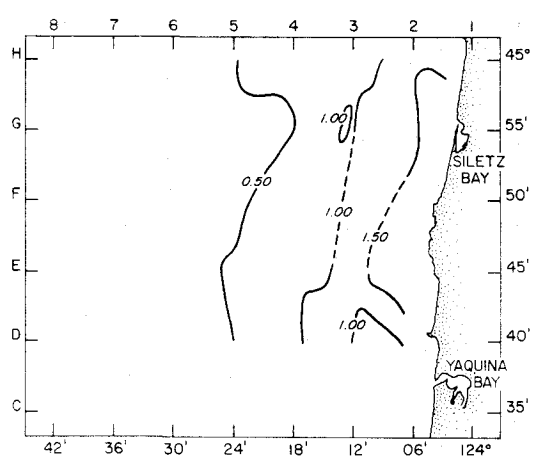 8 7 6 5 4 3 2 1
H 45°
G 1.00 55'
SILETZ
BAY
0.50
F 1.00 50'
1.50
E 45'
1.00
D 40'
YAQUINA
BAY
C 35'
42' 36' 30' 24' 18' 12' 06' 124°